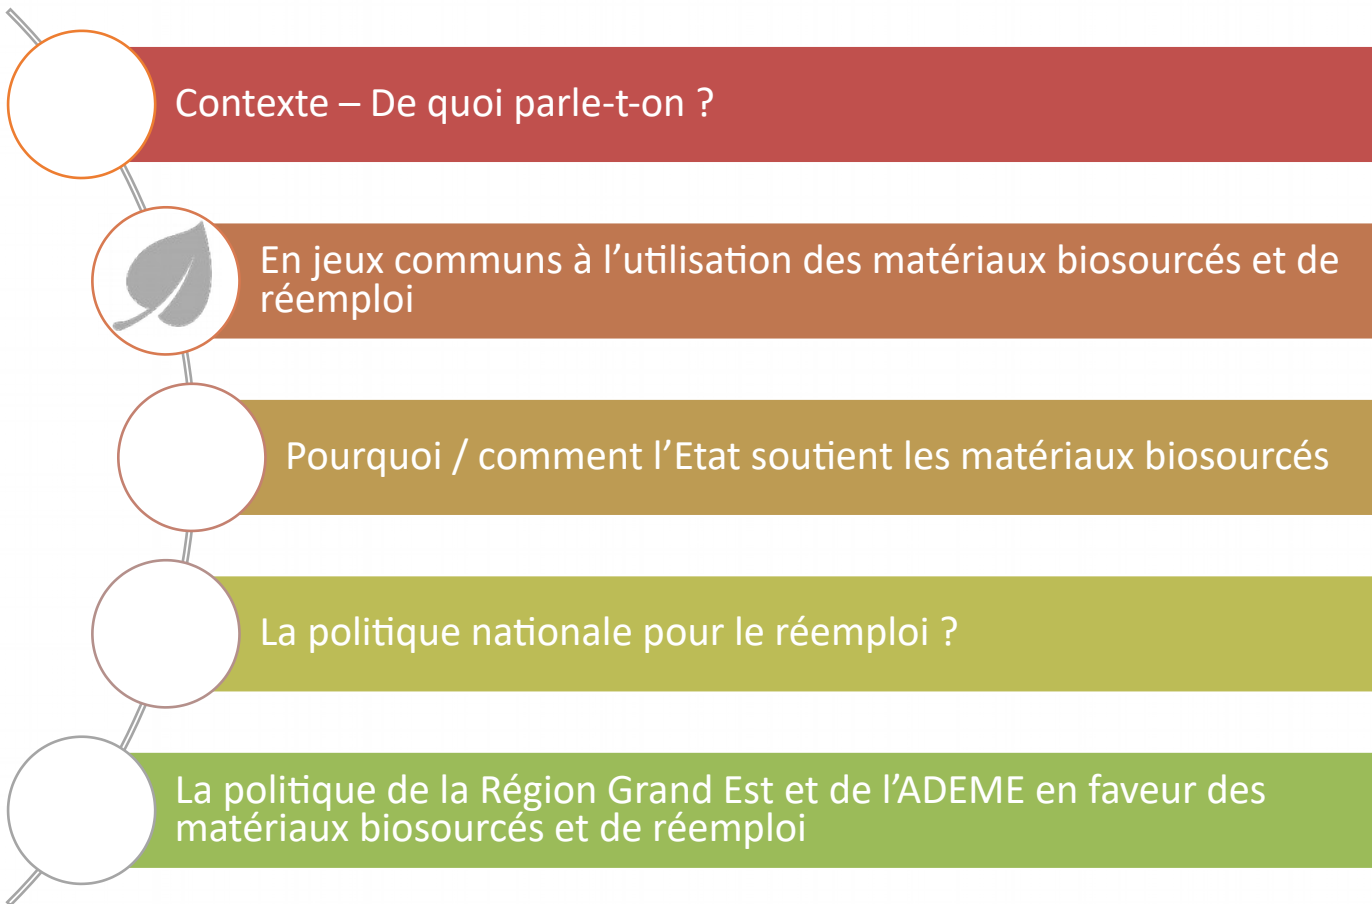 Contexte – De quoi parle-t-on ?
En jeux communs à l’utilisation des matériaux biosourcés et de
réemploi
Pourquoi / comment l’Etat soutient les matériaux biosourcés
La politique nationale pour le réemploi ?
La politique de la Région Grand Est et de l’ADEME en faveur des
matériaux biosourcés et de réemploi